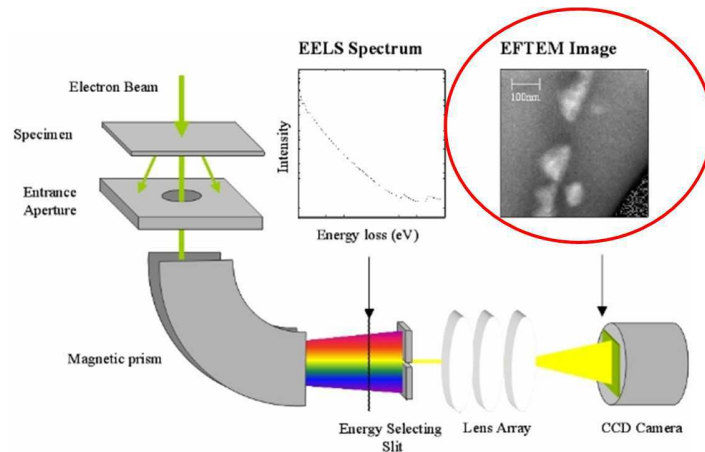 EELS Spectrum
EFTEM Image
Electron Beam
100nm
Specimen
Intensity
Entrance
Aperture
Energy loss (eV)
Magnetic prism
Energy Selecting
Slit
Lens Array
CCD Camera